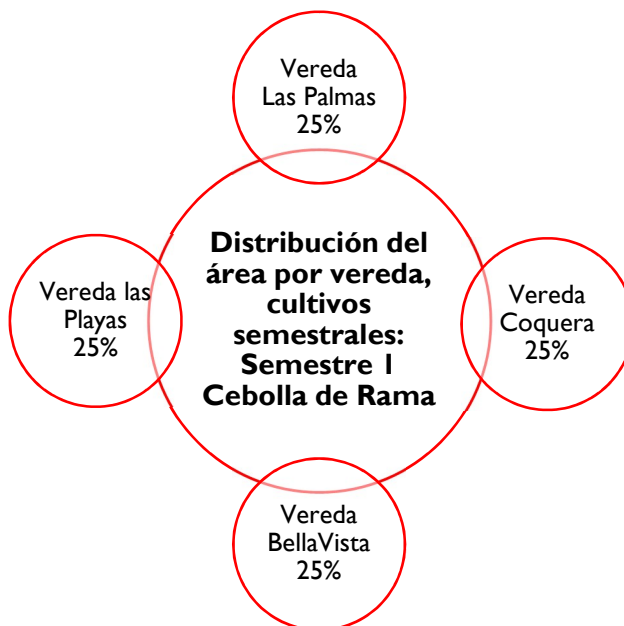 Vereda
Las Palmas
25%
Distribución del
área por vereda,
cultivos
semestrales:
Semestre I
Cebolla de Rama
Vereda las
Playas
25%
Vereda
Coquera
25%
Vereda
BellaVista
25%